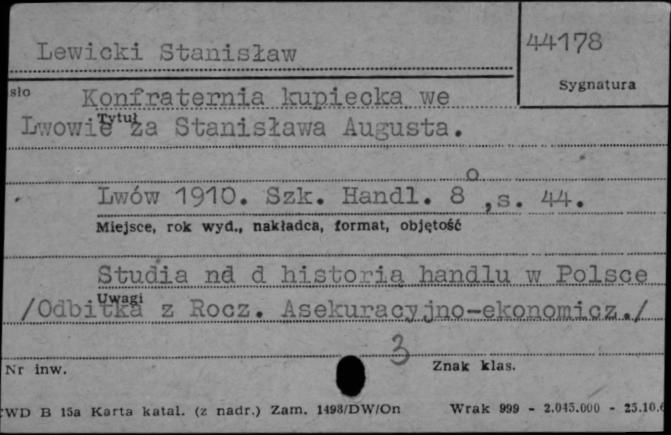 Lewicki Stanisław
44178
Sygnatura
sło
Konfraternia kupiecka we
Tytuł
Lwowie za Stanisława Augusta.
Lwów 1910. Szk. Handl. 8°, s. 44.
Miejsce, rok wyd., nakładca, format, objętość
Studia nd d historią handlu w Polsce
Uwagi
/Odbitka z Rocz. Asekuracyjno-ekonomicz./
3
Nr inw.
Znak klas.
WD B 15a Karta katal. (z nadr.) Zam. 1498/DW/On Wrak 999 - 2.045.000 - 25.10.